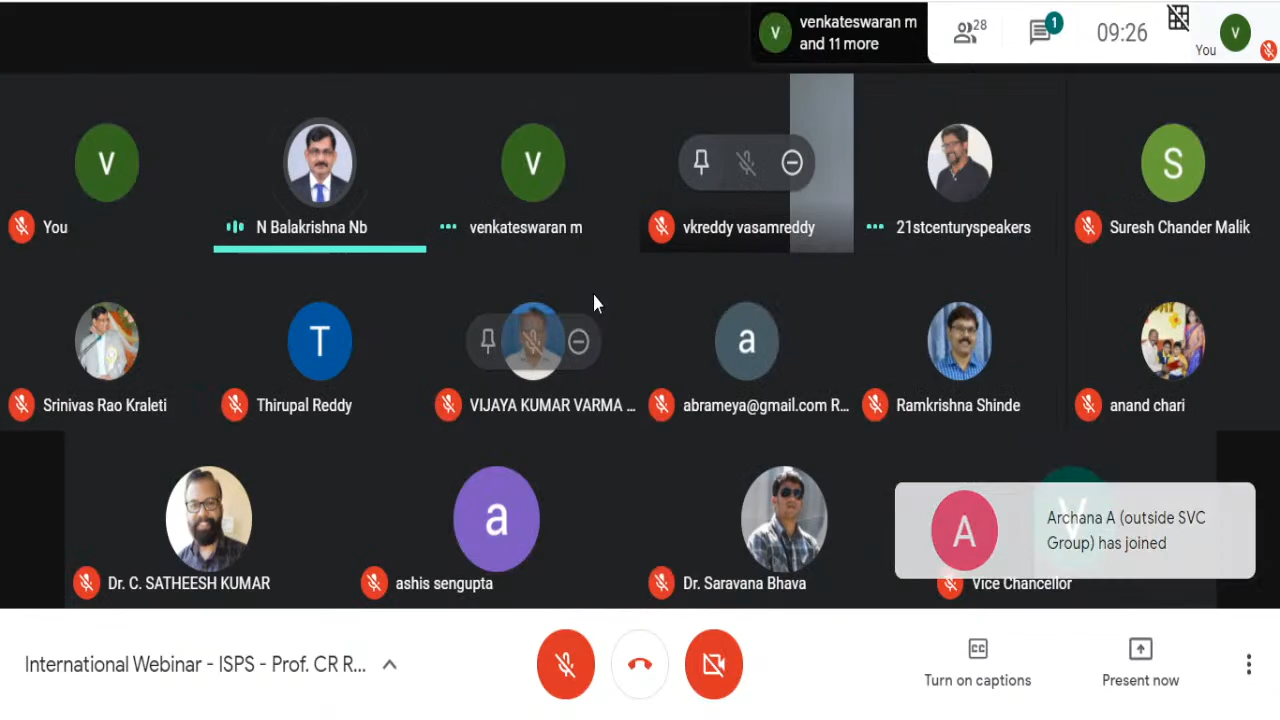 venkateswaran m
and 11 more
V
28
1
09:26
You
V
V
V
S
You
N Balakrishna Nb
venkateswaran m
vkreddy vasamreddy
21stcenturyspeakers
Suresh Chander Malik
T
a
Srinivas Rao Kraleti
Thirupal Reddy
VIJAYA KUMAR VARMA ...
abrameya@gmail.com R...
Ramkrishna Shinde
anand chari
a
V
A
Archana A (outside SVC
Group) has joined
Dr. C. SATHEESH KUMAR
ashis sengupta
Dr. Saravana Bhava
Vice Chancellor
International Webinar - ISPS - Prof. CR R...
CC
Turn on captions
Present now